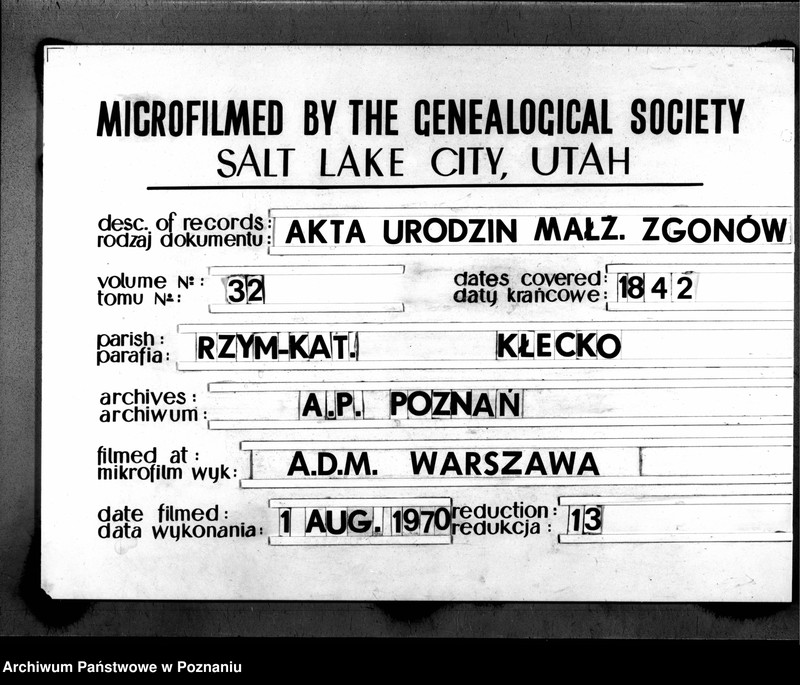 MICROFILMED BY THE GENEALOGICAL SOCIETY
SALT LAKE CITY, UTAH
desc. of records: AKTA URODZIN MAŁŻ. ZGONÓW
rodzaj dokumentu:
volume №: 32 dates covered: 1842
tomu №: daty krańcowe:
parish: RZYM-KAT. KŁECKO
parafia:
archives: A.P. POZNAŃ
archiwum:
filmed at: A.D.M. WARSZAWA
mikrofilm wyk:
date filmed: 1 AUG. 1970 reduction: 13
data wykonania: redukcja:
Archiwum Państwowe w Poznaniu